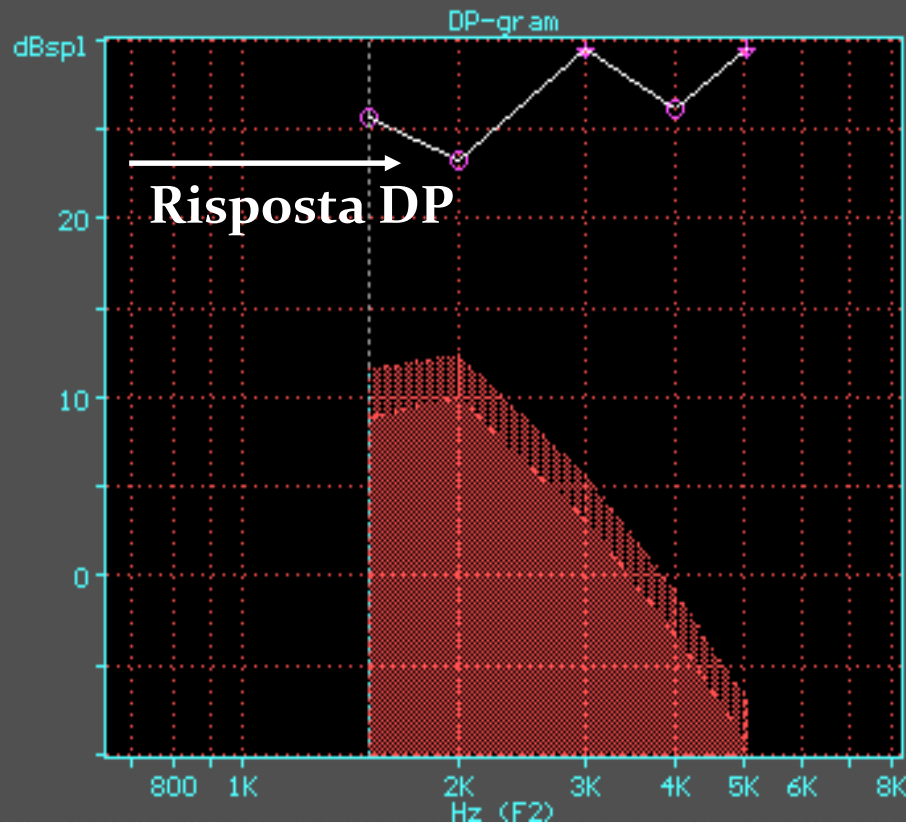 DP-gram
dBspl
Risposta DP
20
10
0
800 1K 2K 3K 4K 5K 6K 8K
Hz (F2)